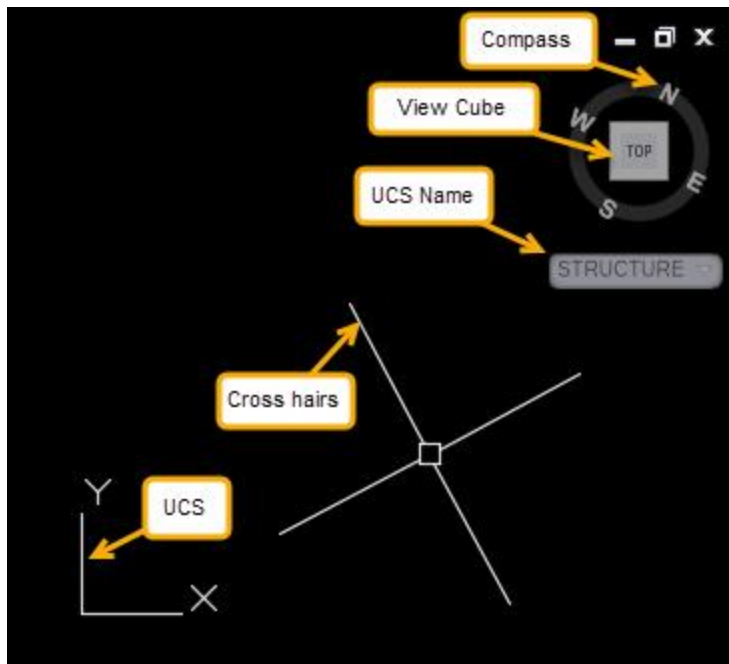 Compass
N
View Cube
W
TOP
E
UCS Name
S
STRUCTURE
Cross hairs
Y
UCS
X